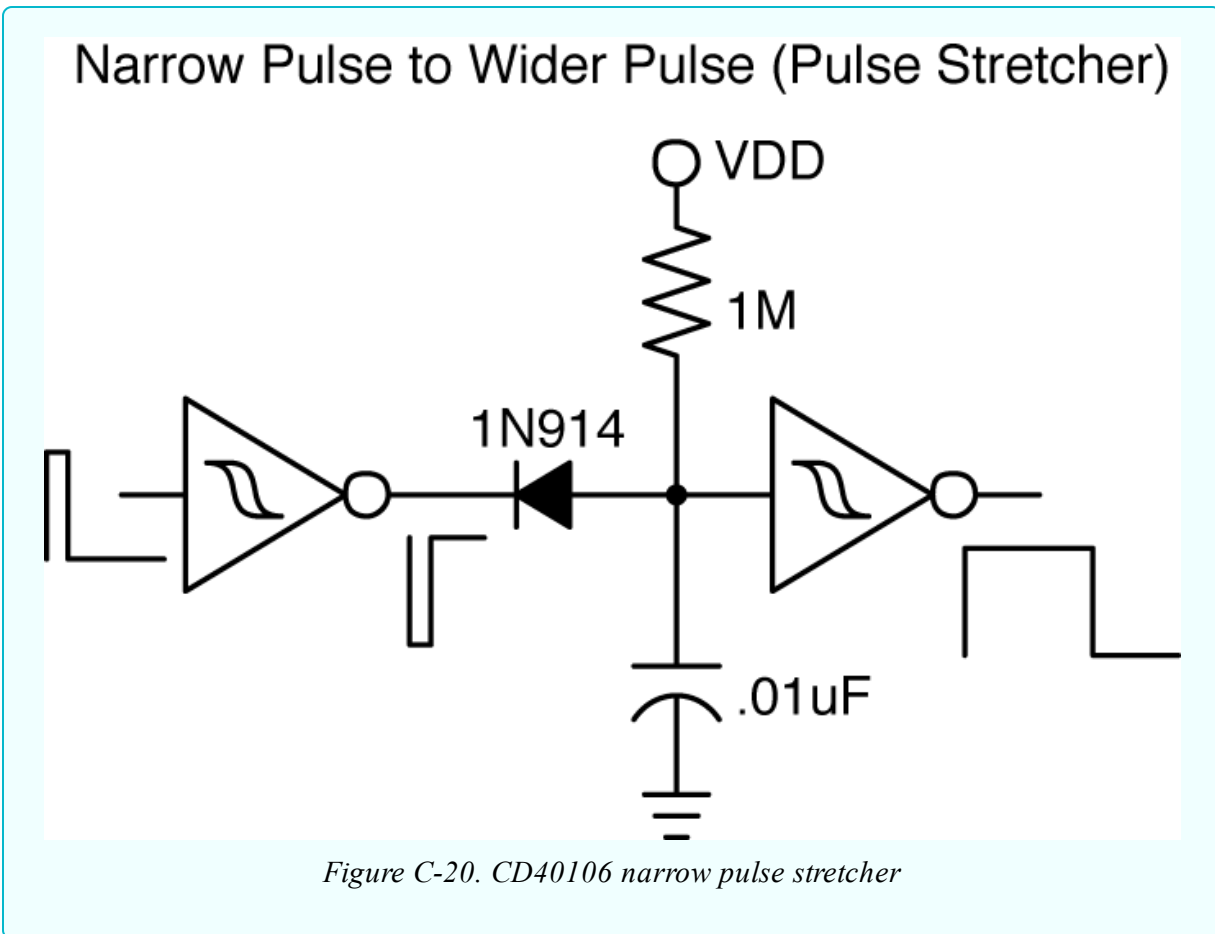 Narrow Pulse to Wider Pulse (Pulse Stretcher)
VDD
1M
1N914
.01uF
Figure C-20. CD40106 narrow pulse stretcher